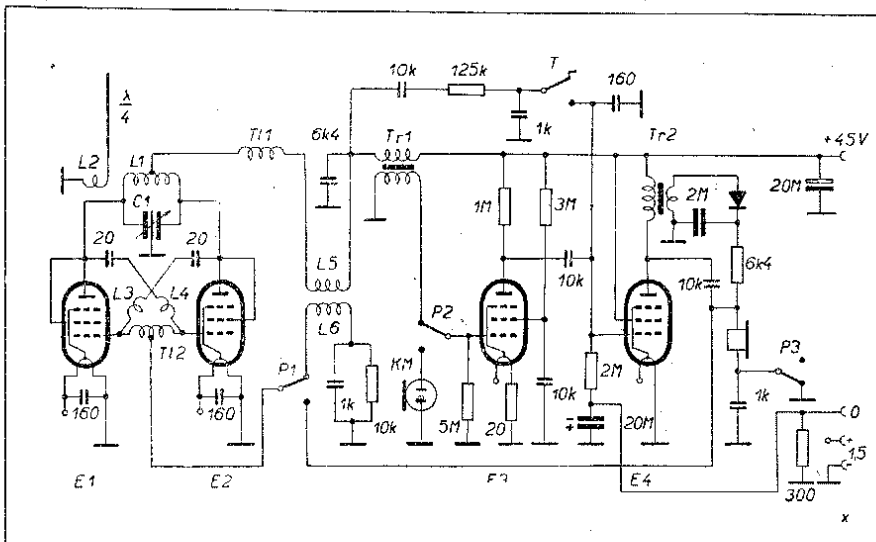 10k 125k T 160
λ/4
1k
L2 L1 Tl1 6k4 Tr1 Tr2 +45V
C1
1M 3M 2M 20M
20 20
10k 6k4
L3 L4 L5 10k
L6 P2
Tl2
P1 KM 2M P3
160 160 1k 10k 1k 0
10k 5M 20 20M +
1,5
-
300
E1 E2 E3 E4
x